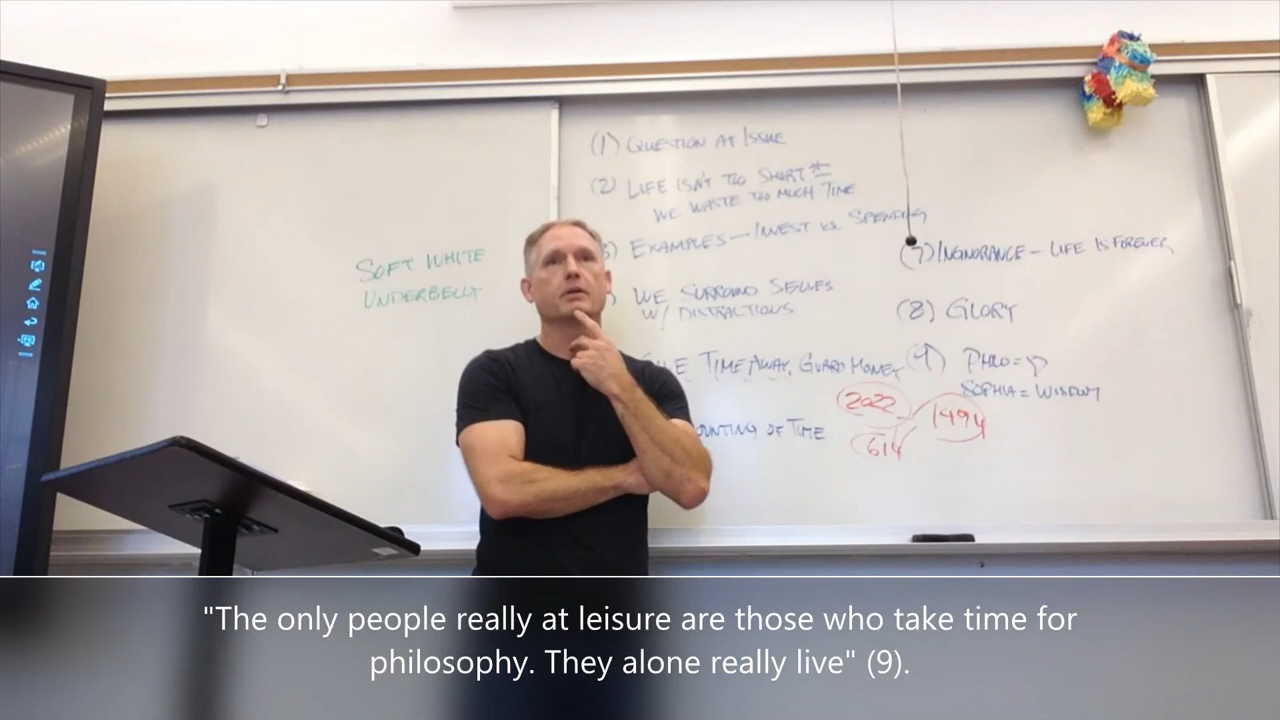 SOFT WHITE
UNDERBELLY
(1) QUESTION AT ISSUE
(2) LIFE ISN'T TOO SHORT
WE WASTE TOO MUCH TIME
) EXAMPLES – INVEST VS. SPENDING
WE SURROUND SELVES
W/ DISTRACTIONS
TIME AWAY, GUARD MONEY
OUNTING OF TIME
(7) INGNORANCE – LIFE IS FOREVER
(8) GLORY
PHILO =
SOPHIA = WISDOM
2022
1494
614
"The only people really at leisure are those who take time for
philosophy. They alone really live" (9).